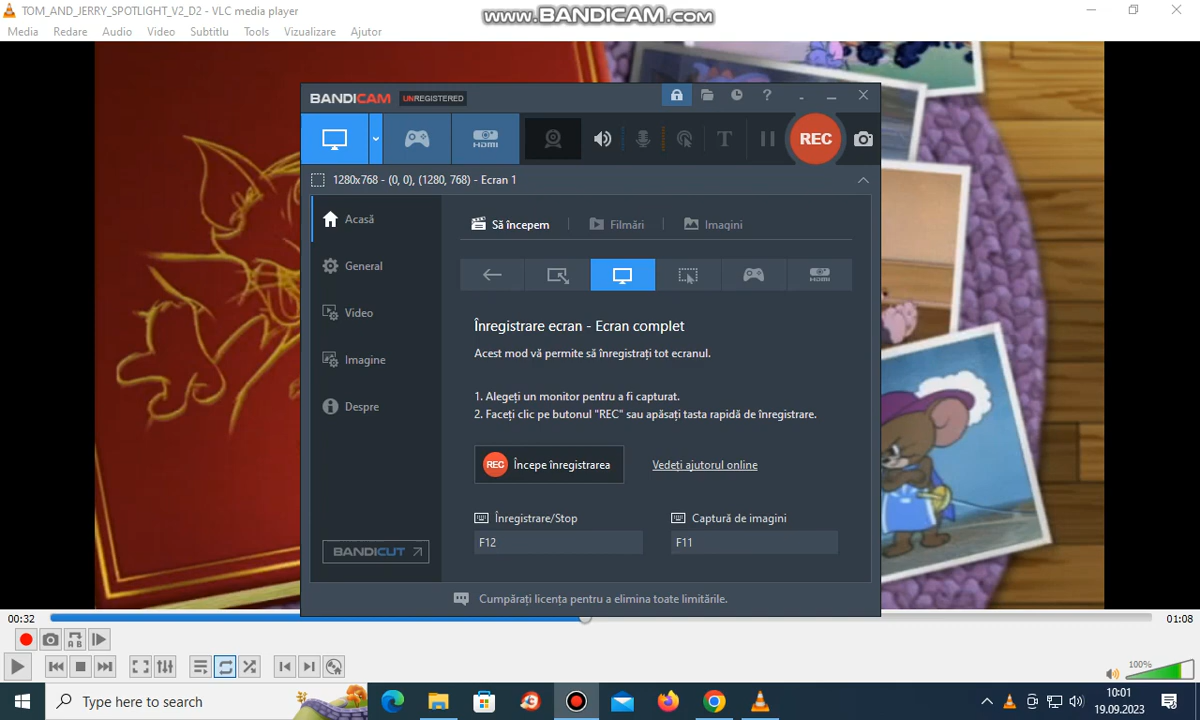 TOM_AND_JERRY_SPOTLIGHT_V2_D2 - VLC media player
www.BANDICAM.com
Media Redare Audio Video Subtitlu Tools Vizualizare Ajutor
BANDICAM UNREGISTERED
HDMI
T
REC
1280x768 - (0, 0), (1280, 768) - Ecran 1
Acasă
General
Video
Imagine
Despre
BANDICUT
Să începem
Filmări
Imagini
HDMI
Înregistrare ecran - Ecran complet
Acest mod vă permite să înregistrați tot ecranul.
1. Alegeți un monitor pentru a fi capturat.
2. Faceți clic pe butonul "REC" sau apăsați tasta rapidă de înregistrare.
REC Începe înregistrarea
Vedeți ajutorul online
Înregistrare/Stop
Captură de imagini
F12
F11
Cumpărați licența pentru a elimina toate limitările.
00:32
01:08
A B
100%
Type here to search
10:01
19.09.2023